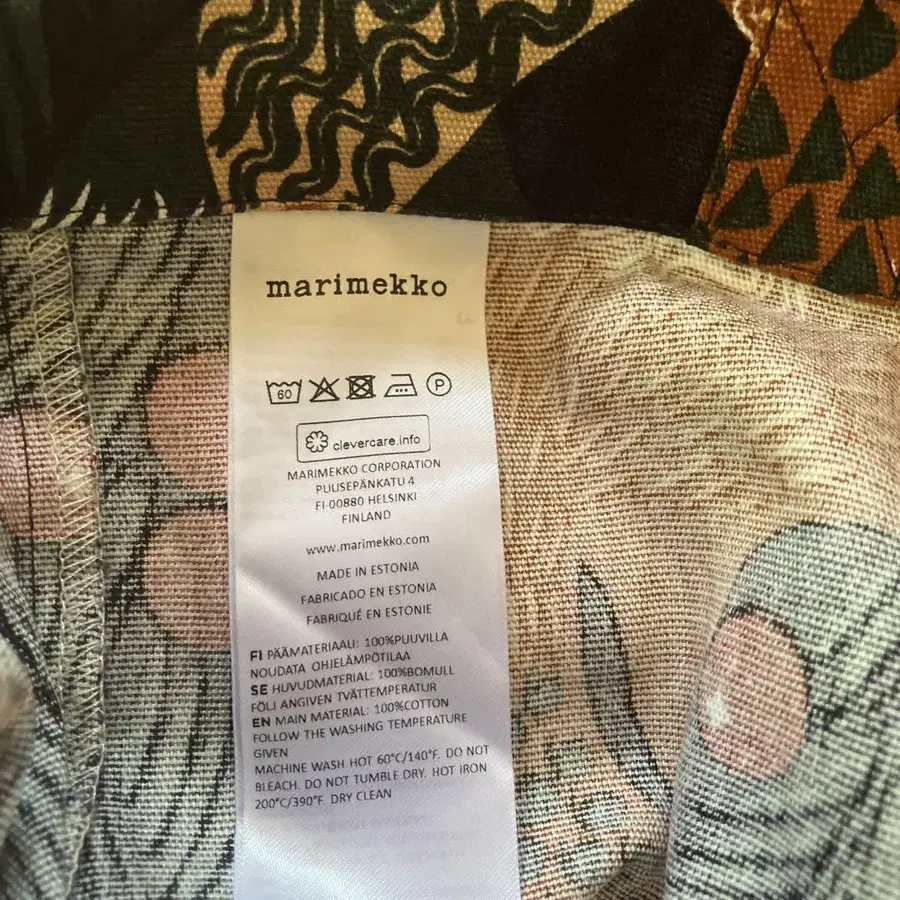 marimekko
60
P
clevercare.info
MARIMEKKO CORPORATION
PUUSEPÄNKATU 4
FI-00880 HELSINKI
FINLAND
www.marimekko.com
MADE IN ESTONIA
FABRICADO EN ESTONIA
FABRIQUÉ EN ESTONIE
FI PÄÄMATERIAALI: 100%PUUVILLA
NOUDATA OHJELÄMPÖTILAA
SE HUVUDMATERIAL: 100%BOMULL
FÖLJ ANGIVEN TVÄTTEMPERATUR
EN MAIN MATERIAL: 100%COTTON
FOLLOW THE WASHING TEMPERATURE
GIVEN
MACHINE WASH HOT 60°C/140°F. DO NOT
BLEACH. DO NOT TUMBLE DRY. HOT IRON
200°C/390°F. DRY CLEAN